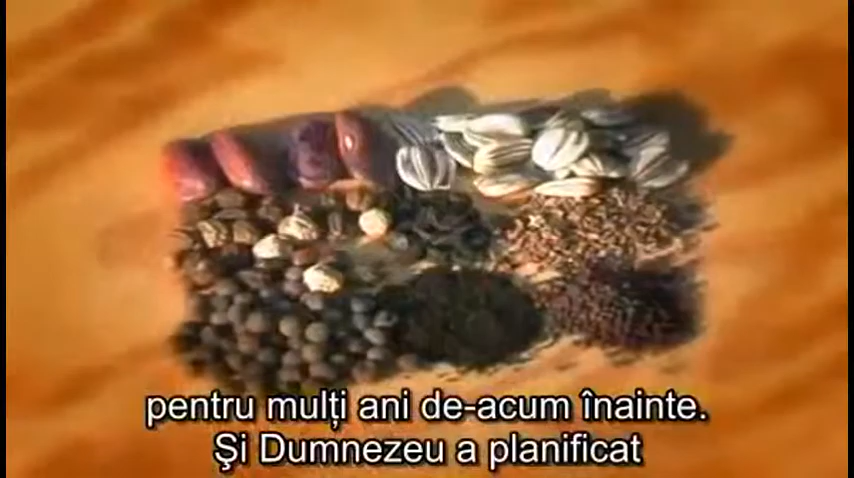 pentru mulți ani de-acum înainte.
Şi Dumnezeu a planificat